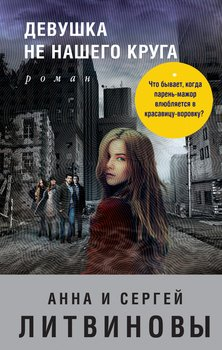 ДЕВУШКА
НЕ НАШЕГО КРУГА
роман
Что бывает, когда
парень-мажор
влюбляется в
красавицу-воровку?
АННА И СЕРГЕЙ
ЛИТВИНОВЫ